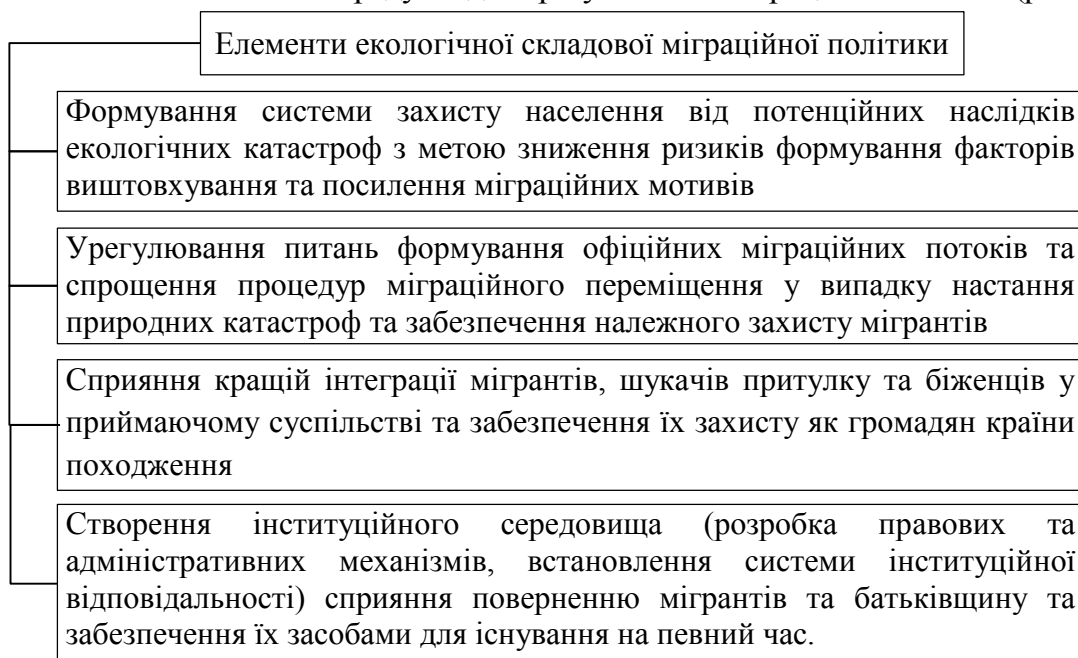 Елементи екологічної складової міграційної політики
Формування системи захисту населення від потенційних наслідків
екологічних катастроф з метою зниження ризиків формування факторів
виштовхування та посилення міграційних мотивів
Урегулювання питань формування офіційних міграційних потоків та
спрощення процедур міграційного переміщення у випадку настання
природних катастроф та забезпечення належного захисту мігрантів
Сприяння кращій інтеграції мігрантів, шукачів притулку та біженців у
приймаючому суспільстві та забезпечення їх захисту як громадян країни
походження
Створення інституційного середовища (розробка правових та
адміністративних механізмів, встановлення системи інституційної
відповідальності) сприяння поверненню мігрантів та батьківщину та
забезпечення їх засобами для існування на певний час.